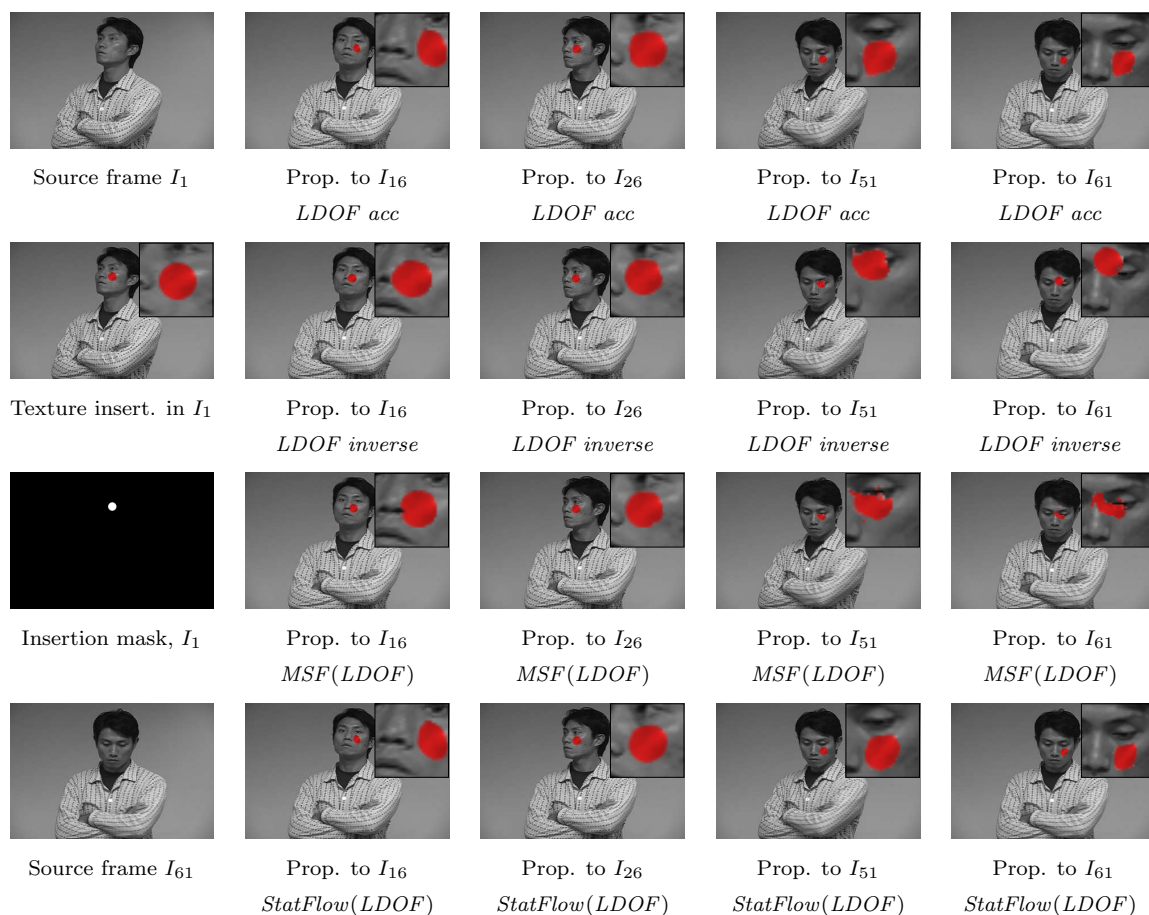 Source frame I₁
Prop. to I₁₆
Prop. to I₂₆
Prop. to I₅₁
Prop. to I₆₁
LDOF acc
LDOF acc
LDOF acc
LDOF acc
Texture insert. in I₁
Prop. to I₁₆
Prop. to I₂₆
Prop. to I₅₁
Prop. to I₆₁
LDOF inverse
LDOF inverse
LDOF inverse
LDOF inverse
Insertion mask, I₁
Prop. to I₁₆
Prop. to I₂₆
Prop. to I₅₁
Prop. to I₆₁
MSF(LDOF)
MSF(LDOF)
MSF(LDOF)
MSF(LDOF)
Source frame I₆₁
Prop. to I₁₆
Prop. to I₂₆
Prop. to I₅₁
Prop. to I₆₁
StatFlow(LDOF)
StatFlow(LDOF)
StatFlow(LDOF)
StatFlow(LDOF)